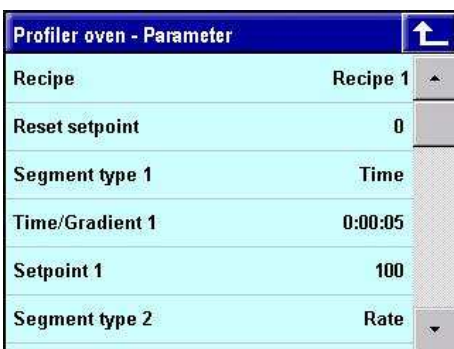 Profiler oven - Parameter
Recipe Recipe 1
Reset setpoint 0
Segment type 1 Time
Time/Gradient 1 0:00:05
Setpoint 1 100
Segment type 2 Rate